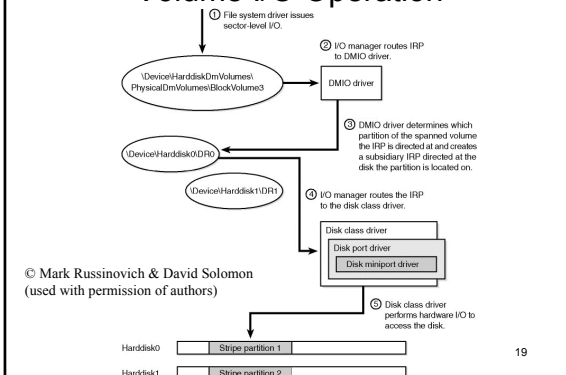 Volume I/O Operation
① File system driver issues
sector-level I/O.
② I/O manager routes IRP
to DMIO driver.
\Device\HarddiskDmVolumes\
PhysicalDmVolumes\BlockVolume3
DMIO driver
③ DMIO driver determines which
partition of the spanned volume
the IRP is directed at and creates
a subsidiary IRP directed at the
disk the partition is located on.
\Device\Harddisk0\DR0
\Device\Harddisk1\DR1
④ I/O manager routes the IRP
to the disk class driver.
Disk class driver
Disk port driver
Disk miniport driver
© Mark Russinovich & David Solomon
(used with permission of authors)
⑤ Disk class driver
performs hardware I/O to
access the disk.
Harddisk0
Stripe partition 1
19
Harddisk1
Stripe partition 2